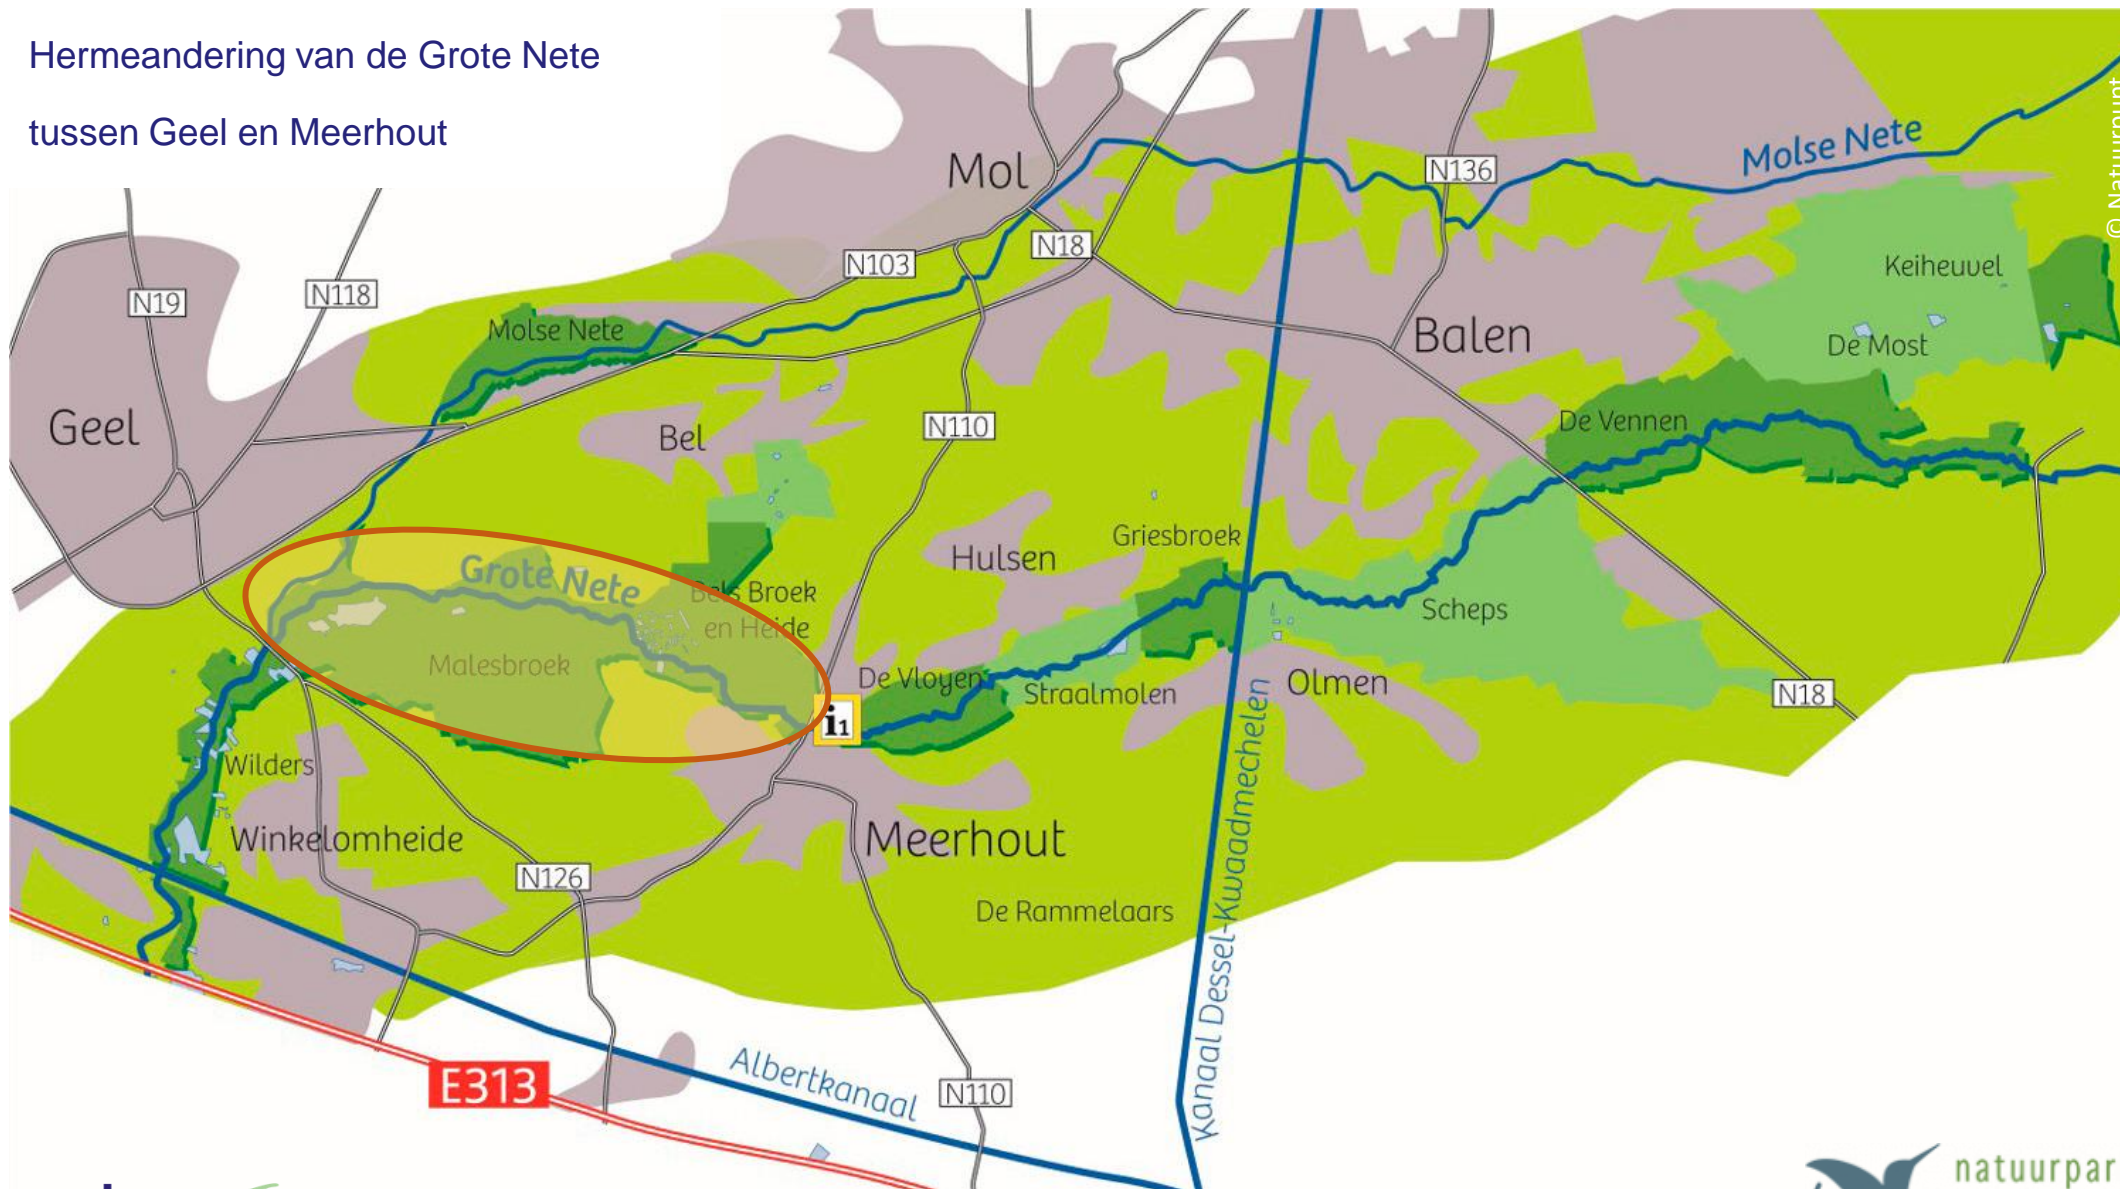 Hermeandering van de Grote Nete
tussen Geel en Meerhout
© Natuurpunt
Mol
Molse Nete
N136
N18
N103
Keiheuvel
N19
N118
Molse Nete
Balen
De Most
Geel
Bel
N110
De Vennen
Griesbroek
Hulsen
Grote Nete
Bels Broek
en Heide
Scheps
Malesbroek
De Vloyen
Straalmolen
Olmen
N18
i1
Wilders
Winkelomheide
Meerhout
N126
De Rammelaars
Kanaal Dessel-Kwaadmechelen
E313
Albertkanaal
N110
natuurpar